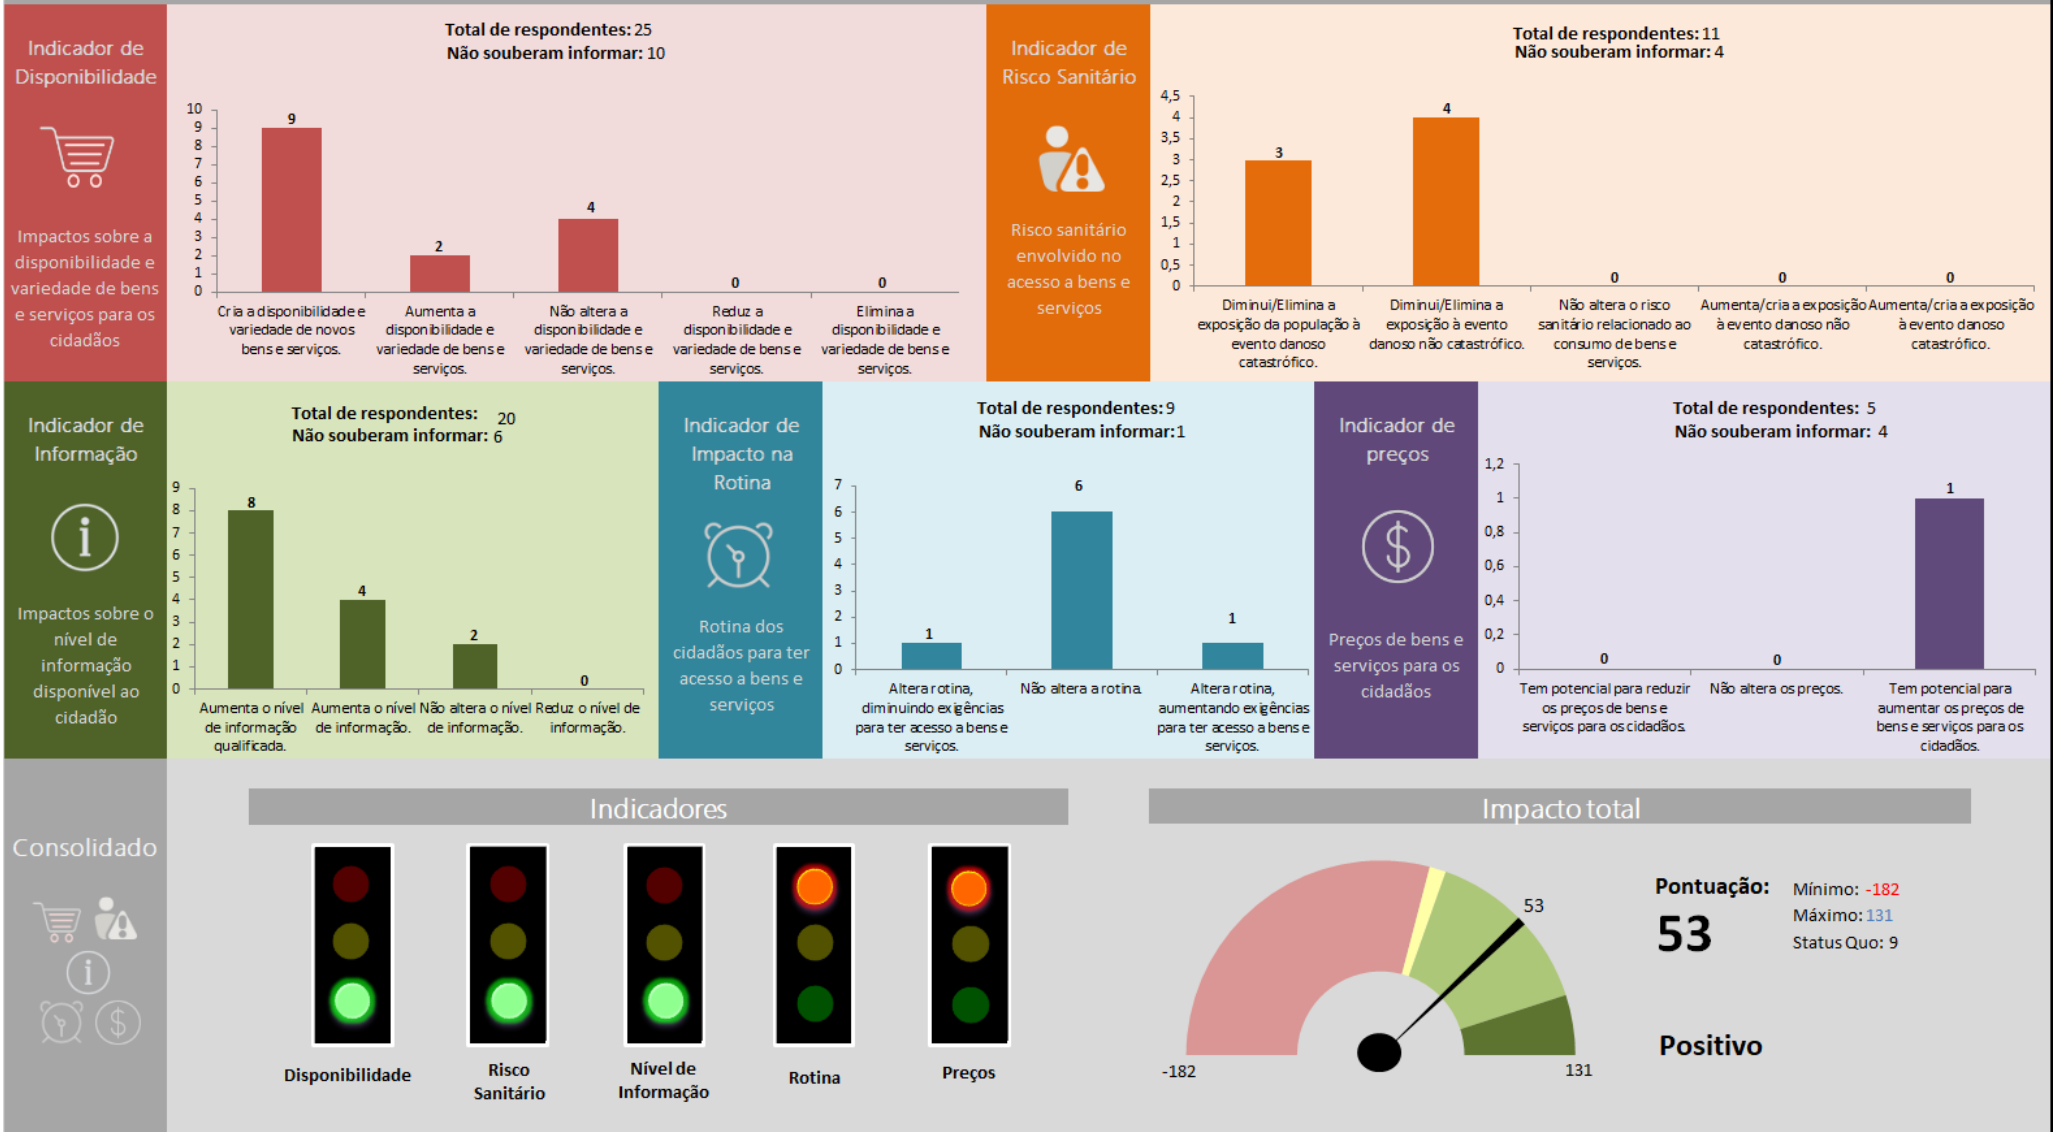 Indicador de
Disponibilidade
Impactos sobre a
disponibilidade e
variedade de bens
e serviços para os
cidadãos
Total de respondentes: 25
Não souberam informar: 10
10
9
8
7
6
5
4
3
2
1
0
9
2
4
0
0
Cria a disponibilidade e
variedade de novos
bens e serviços.
Aumenta a
disponibilidade e
variedade de bens e
serviços.
Não altera a
disponibilidade e
variedade de bens e
serviços.
Reduz a
disponibilidade e
variedade de bens e
serviços.
Elimina a
disponibilidade e
variedade de bens e
serviços.
Indicador de
Risco Sanitário
Risco sanitário
envolvido no
acesso a bens e
serviços
Total de respondentes: 11
Não souberam informar: 4
4,5
4
3,5
3
2,5
2
1,5
1
0,5
0
3
4
0
0
0
Diminui/Elimina a
exposição da população à
evento danoso
catastrófico.
Diminui/Elimina a
exposição à evento
danoso não catastrófico.
Não altera o risco
sanitário relacionado ao
consumo de bens e
serviços.
Aumenta/cria a exposição
à evento danoso não
catastrófico.
Aumenta/cria a exposição
à evento danoso
catastrófico.
Indicador de
Informação
Impactos sobre o
nível de
informação
disponível ao
cidadão
Total de respondentes: 20
Não souberam informar: 6
9
8
7
6
5
4
3
2
1
0
8
4
2
0
Aumenta o nível
de informação
qualificada.
Aumenta o nível
de informação.
Não altera o nível
de informação.
Reduz o nível de
informação.
Indicador de
Impacto na
Rotina
Rotina dos
cidadãos para ter
acesso a bens e
serviços
Total de respondentes: 9
Não souberam informar: 1
7
6
5
4
3
2
1
0
1
6
1
Altera rotina,
diminuindo exigências
para ter acesso a bens e
serviços.
Não altera a rotina.
Altera rotina,
aumentando exigências
para ter acesso a bens e
serviços.
Indicador de
preços
Preços de bens e
serviços para os
cidadãos
Total de respondentes: 5
Não souberam informar: 4
1,2
1
0,8
0,6
0,4
0,2
0
0
0
1
Tem potencial para reduzir
os preços de bens e
serviços para os cidadãos.
Não altera os preços.
Tem potencial para
aumentar os preços de
bens e serviços para os
cidadãos.
Consolidado
Indicadores
Disponibilidade
Risco
Sanitário
Nível de
Informação
Rotina
Preços
Impacto total
53
-182
131
Pontuação:
53
Mínimo: -182
Máximo: 131
Status Quo: 9
Positivo